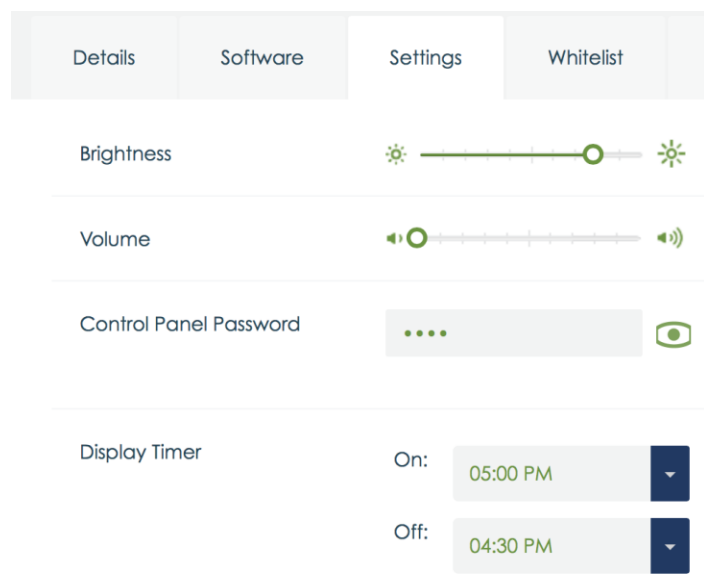 Details Software Settings Whitelist
Brightness
Volume
Control Panel Password
••••
Display Timer
On: 05:00 PM
Off: 04:30 PM